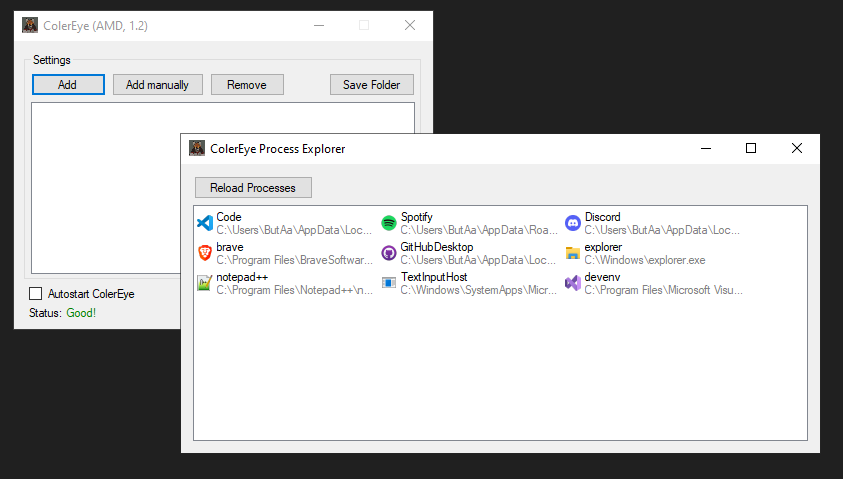 ColerEye (AMD, 1.2)
Settings
Add
Add manually
Remove
Save Folder
Autostart ColerEye
Status: Good!
ColerEye Process Explorer
Reload Processes
Code
C:\Users\ButAa\AppData\Loc...
Spotify
C:\Users\ButAa\AppData\Roa...
Discord
C:\Users\ButAa\AppData\Loc...
brave
C:\Program Files\BraveSoftwar...
GitHubDesktop
C:\Users\ButAa\AppData\Loc...
explorer
C:\Windows\explorer.exe
notepad++
C:\Program Files\Notepad++\n...
TextInputHost
C:\Windows\SystemApps\Micr...
devenv
C:\Program Files\Microsoft Visu...